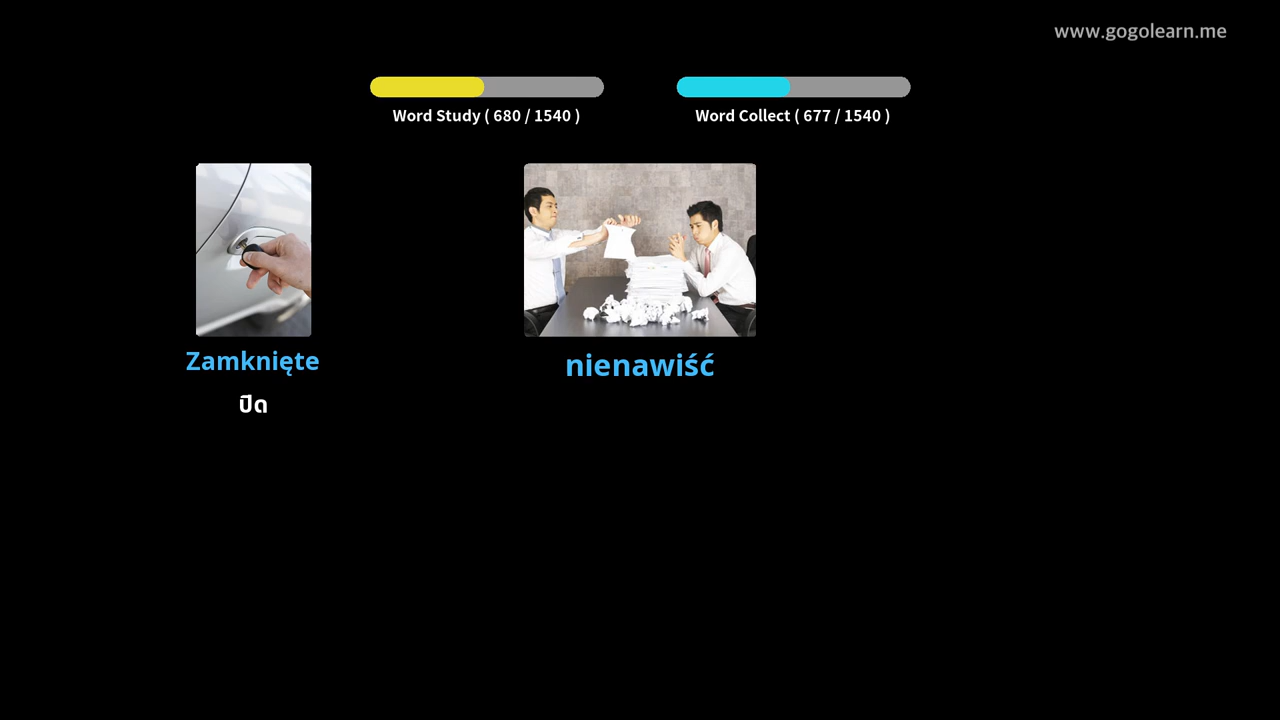 www.gogolearn.me
Word Study ( 680 / 1540 )
Word Collect ( 677 / 1540 )
Zamknięte
nienawiść
ปิด